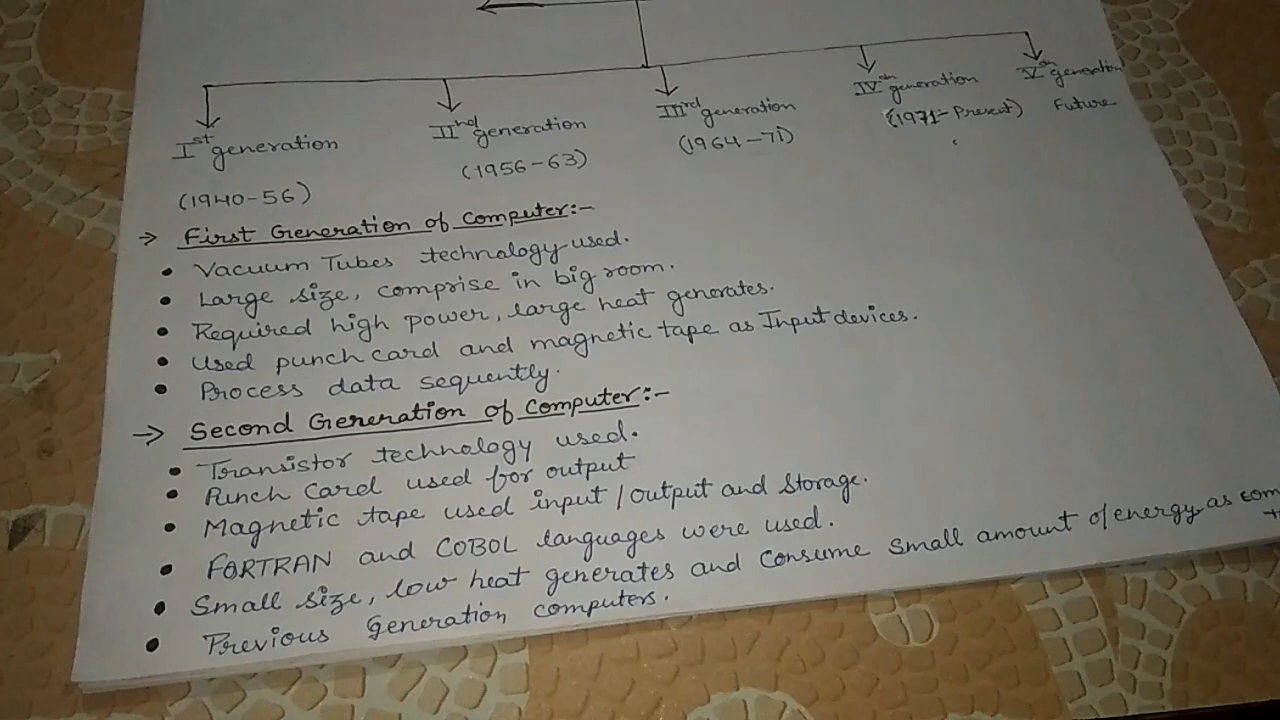 Ist generation
IInd generation
IIIrd generation
IVth generation
Vth generation
(1940-56)
(1956-63)
(1964-71)
(1971-Present)
Future
→ First Generation of Computer:-
• Vacuum Tubes technology used.
• Large size, comprise in big room.
• Required high power, large heat generates.
• Used punch card and magnetic tape as Input devices.
• Process data sequently.
→ Second Generation of Computer:-
• Transistor technology used.
• Punch Card used for output
• Magnetic tape used input / output and Storage.
• FORTRAN and COBOL languages were used.
• Small size, low heat generates and consume small amount of energy as com
• Previous generation computers.